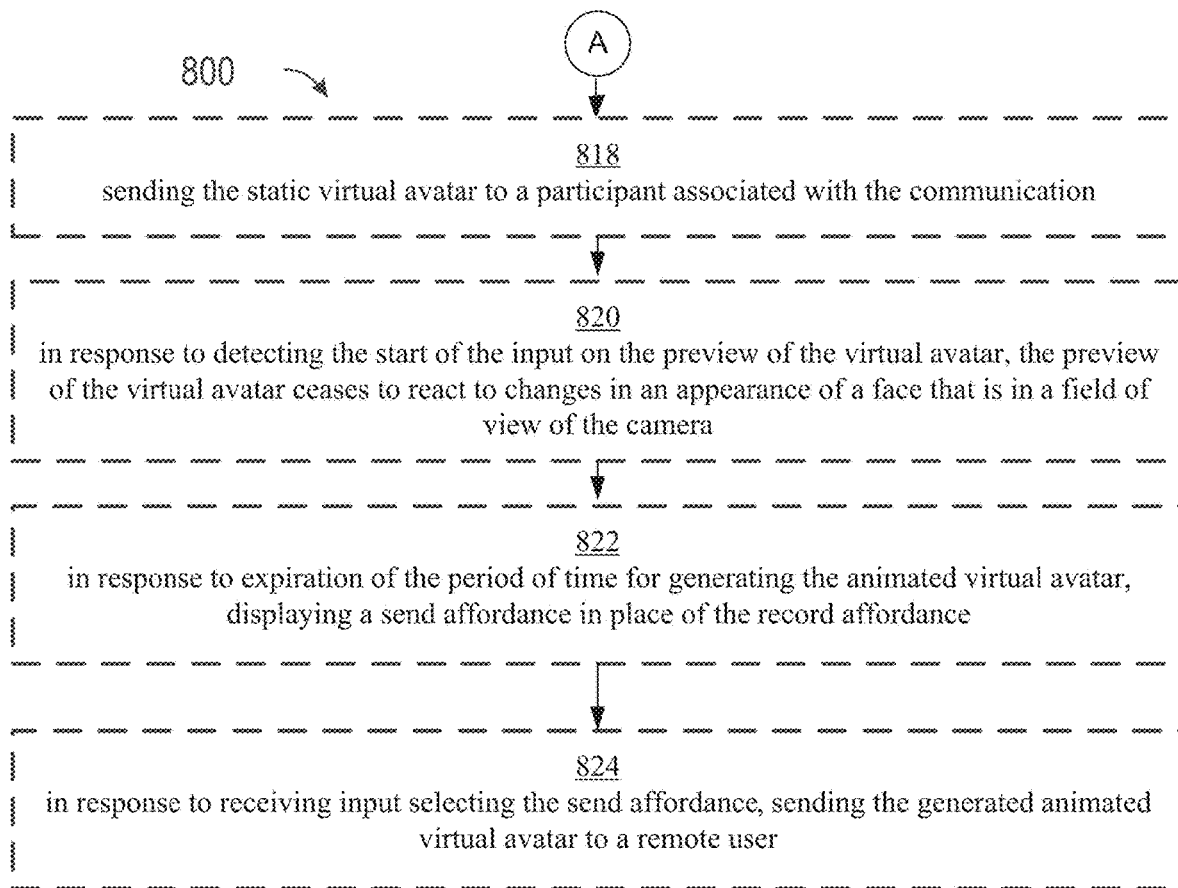 A
800
818
sending the static virtual avatar to a participant associated with the communication
820
in response to detecting the start of the input on the preview of the virtual avatar, the preview
of the virtual avatar ceases to react to changes in an appearance of a face that is in a field of
view of the camera
822
in response to expiration of the period of time for generating the animated virtual avatar,
displaying a send affordance in place of the record affordance
824
in response to receiving input selecting the send affordance, sending the generated animated
virtual avatar to a remote user